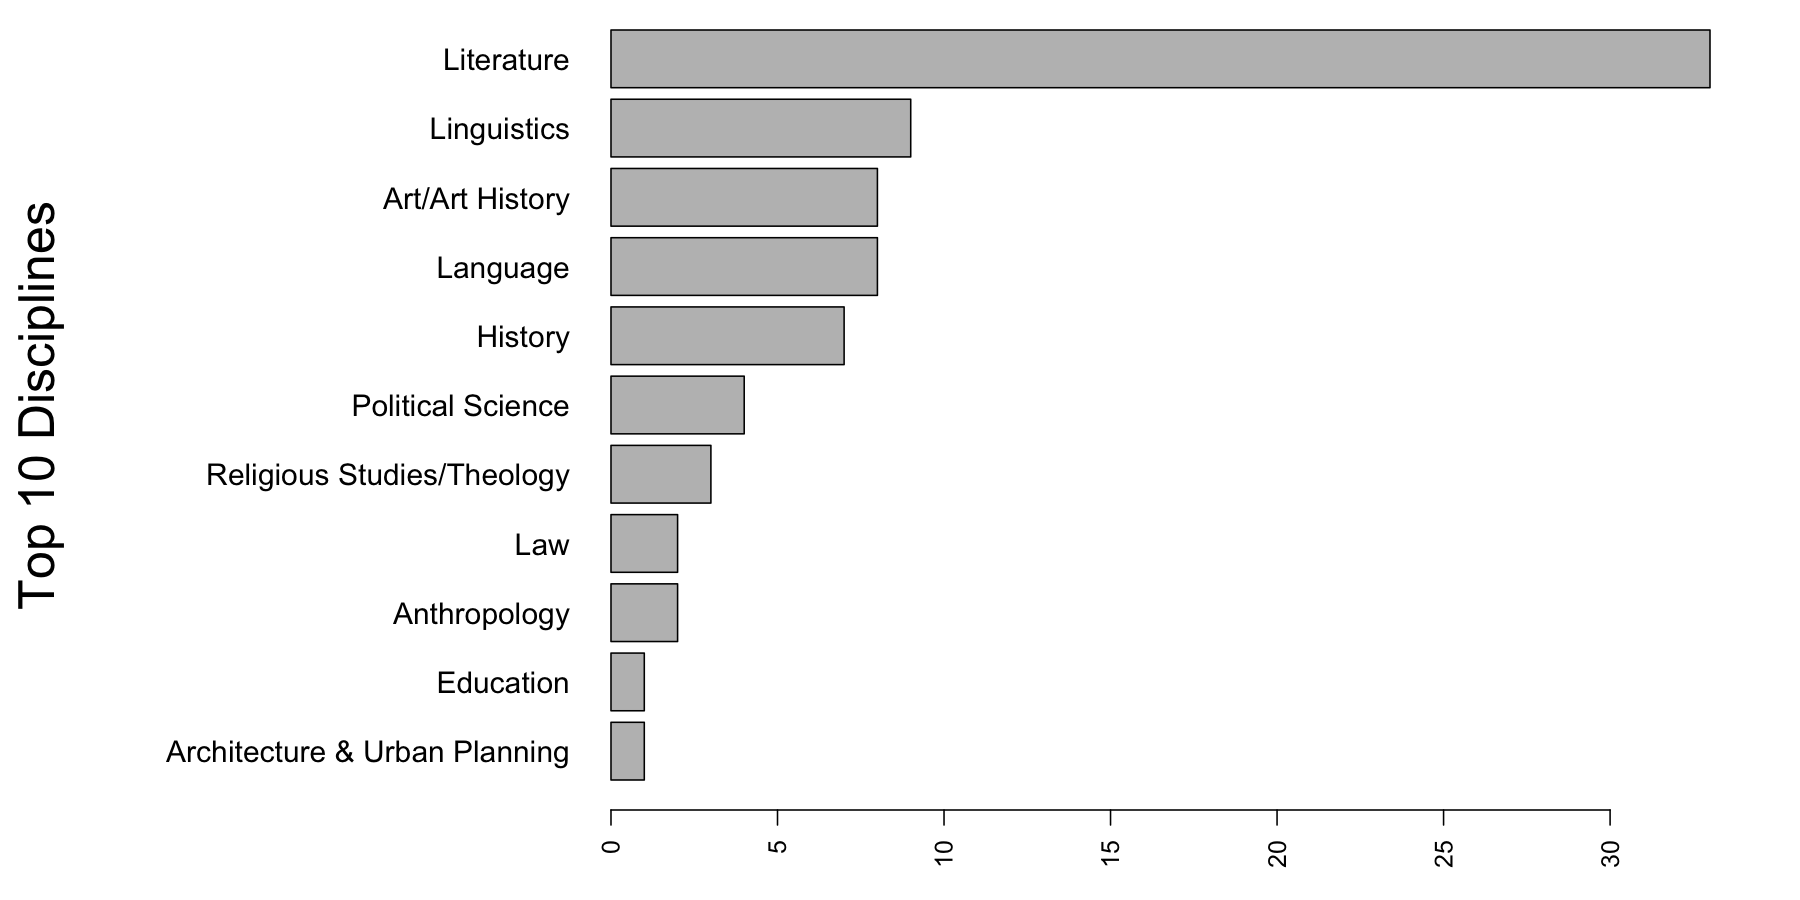 Top 10 Disciplines
Literature
Linguistics
Art/Art History
Language
History
Political Science
Religious Studies/Theology
Law
Anthropology
Education
Architecture & Urban Planning
0 5 10 15 20 25 30